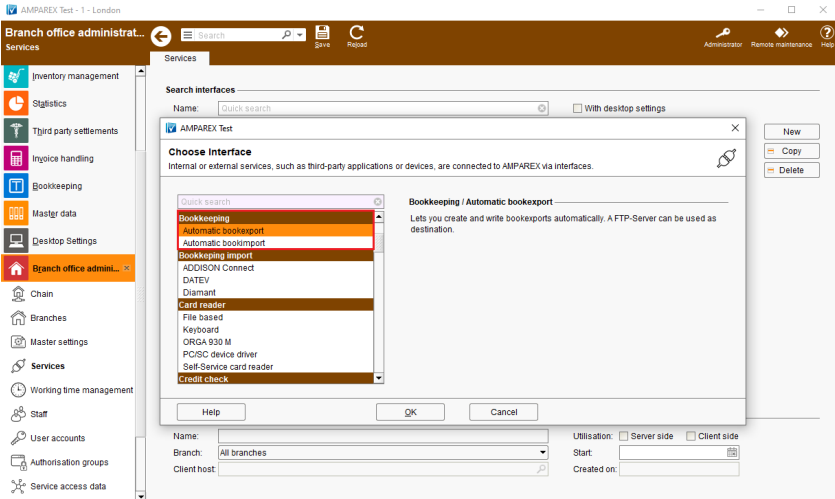 AMPAREX Test - 1 - London
Branch office administrat...
Services
Search
Save
Reload
Administrator
Remote maintenance
Help
Services
Inventory management
Statistics
Third party settlements
Invoice handling
Bookkeeping
Master data
Desktop Settings
Branch office admini...
Chain
Branches
Master settings
Services
Working time management
Staff
User accounts
Authorisation groups
Service access data
Search interfaces
Name: Quick search
With desktop settings
New
Copy
Delete
AMPAREX Test
Choose Interface
Internal or external services, such as third-party applications or devices, are connected to AMPAREX via interfaces.
Quick search
Bookkeeping
Automatic bookexport
Automatic bookimport
Bookkeping import
ADDISON Connect
DATEV
Diamant
Card reader
File based
Keyboard
ORGA 930 M
PC/SC device driver
Self-Service card reader
Credit check
Bookkeeping / Automatic bookexport
Lets you create and write bookexports automatically. A FTP-Server can be used as
destination.
Help
OK
Cancel
Name:
Utilisation: Server side Client side
Branch: All branches
Start:
Client host:
Created on: